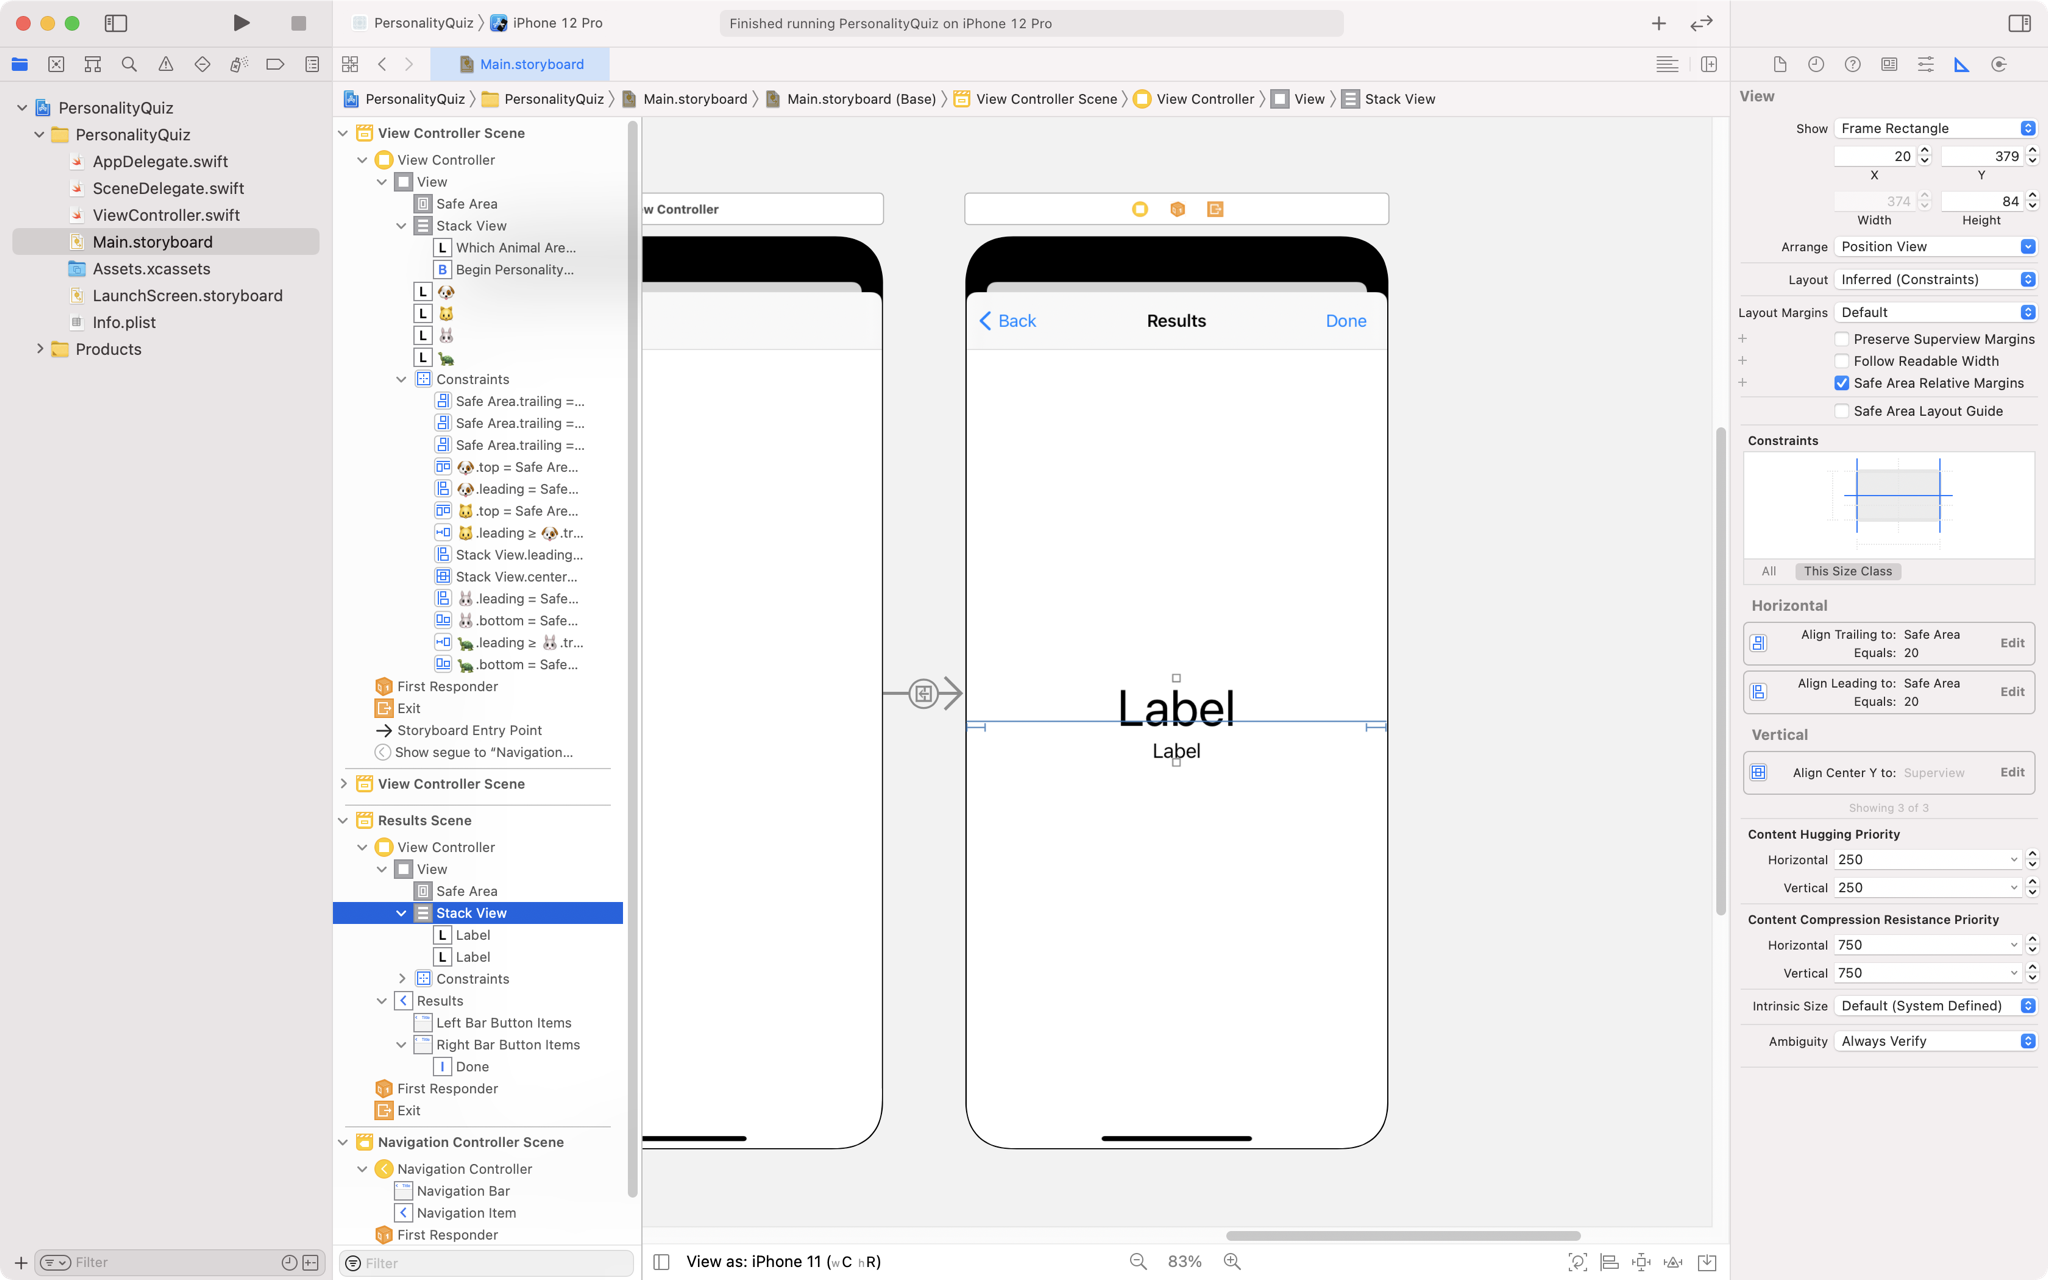 PersonalityQuiz
iPhone 12 Pro
Finished running PersonalityQuiz on iPhone 12 Pro
Main.storyboard
PersonalityQuiz
PersonalityQuiz
Main.storyboard
Main.storyboard (Base)
View Controller Scene
View Controller
View
Stack View
PersonalityQuiz
PersonalityQuiz
AppDelegate.swift
SceneDelegate.swift
ViewController.swift
Main.storyboard
Assets.xcassets
LaunchScreen.storyboard
Info.plist
Products
Filter
View Controller Scene
View Controller
View
Safe Area
Stack View
L Which Animal Are...
B Begin Personality...
L 🐶
L 🐱
L 🐰
L 🐢
Constraints
Safe Area.trailing =...
Safe Area.trailing =...
Safe Area.trailing =...
🐶.top = Safe Are...
🐶.leading = Safe...
🐱.top = Safe Are...
🐱.leading ≥ 🐶.tr...
Stack View.leading...
Stack View.center...
🐰.leading = Safe...
🐰.bottom = Safe...
🐢.leading ≥ 🐰.tr...
🐢.bottom = Safe...
First Responder
Exit
Storyboard Entry Point
Show segue to “Navigation...
View Controller Scene
Results Scene
View Controller
View
Safe Area
Stack View
L Label
L Label
Constraints
Results
Left Bar Button Items
Right Bar Button Items
Done
First Responder
Exit
Navigation Controller Scene
Navigation Controller
Navigation Bar
Navigation Item
First Responder
Filter
w Controller
Back
Results
Done
Label
Label
View as: iPhone 11 (wC hR)
83%
View
Show Frame Rectangle
20 379
X Y
374 84
Width Height
Arrange Position View
Layout Inferred (Constraints)
Layout Margins Default
Preserve Superview Margins
Follow Readable Width
Safe Area Relative Margins
Safe Area Layout Guide
Constraints
All This Size Class
Horizontal
Align Trailing to: Safe Area Edit
Equals: 20
Align Leading to: Safe Area Edit
Equals: 20
Vertical
Align Center Y to: Superview Edit
Showing 3 of 3
Content Hugging Priority
Horizontal 250
Vertical 250
Content Compression Resistance Priority
Horizontal 750
Vertical 750
Intrinsic Size Default (System Defined)
Ambiguity Always Verify